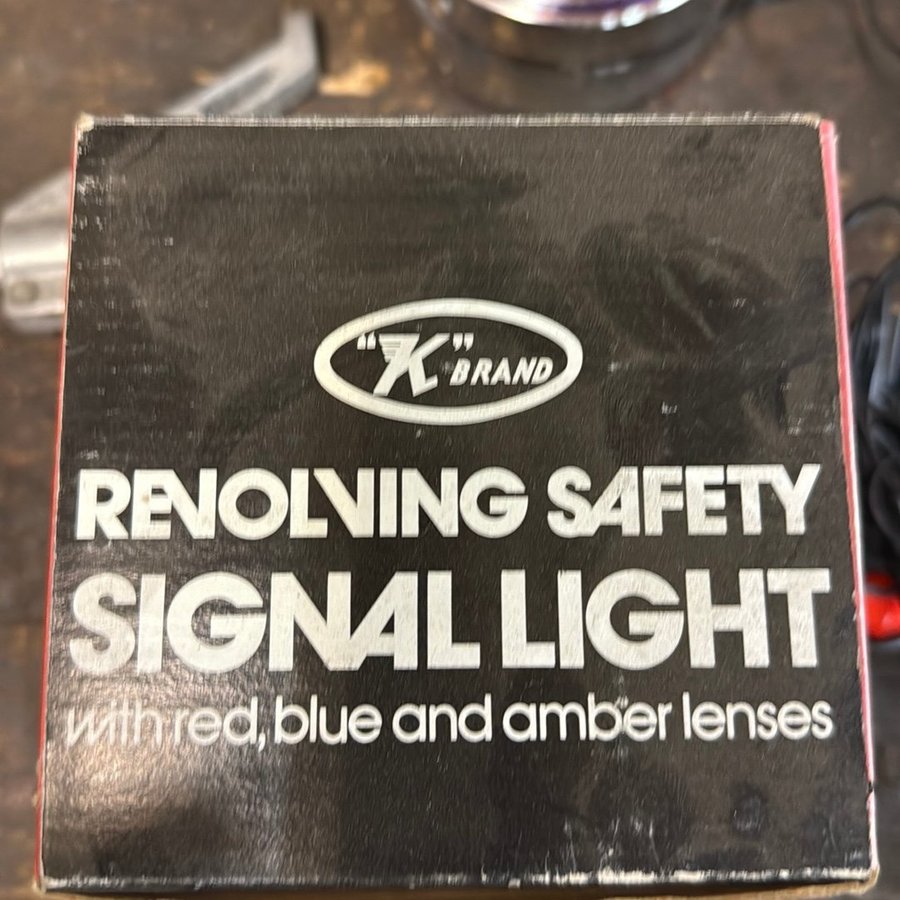 "K" BRAND
REVOLVING SAFETY
SIGNAL LIGHT
with red, blue and amber lenses